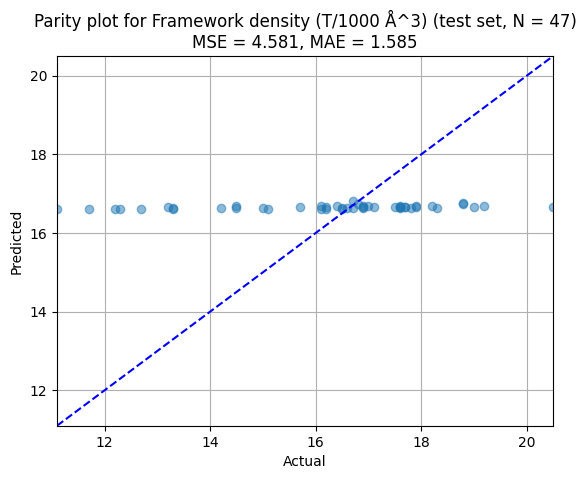 Parity plot for Framework density (T/1000 Å^3) (test set, N = 47)
MSE = 4.581, MAE = 1.585
20
18
16
14
12
Predicted
12
14
16
18
20
Actual